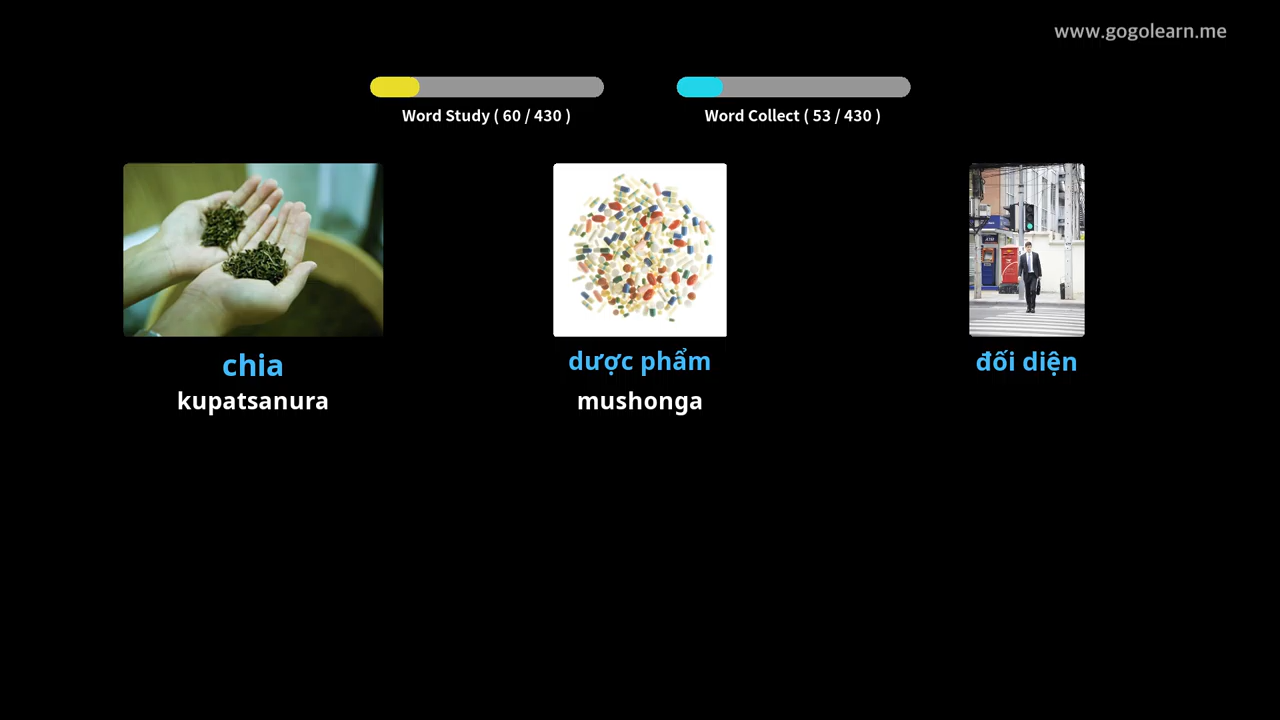 www.gogolearn.me
Word Study ( 60 / 430 )
Word Collect ( 53 / 430 )
chia
kupatsanura
dược phẩm
mushonga
đối diện